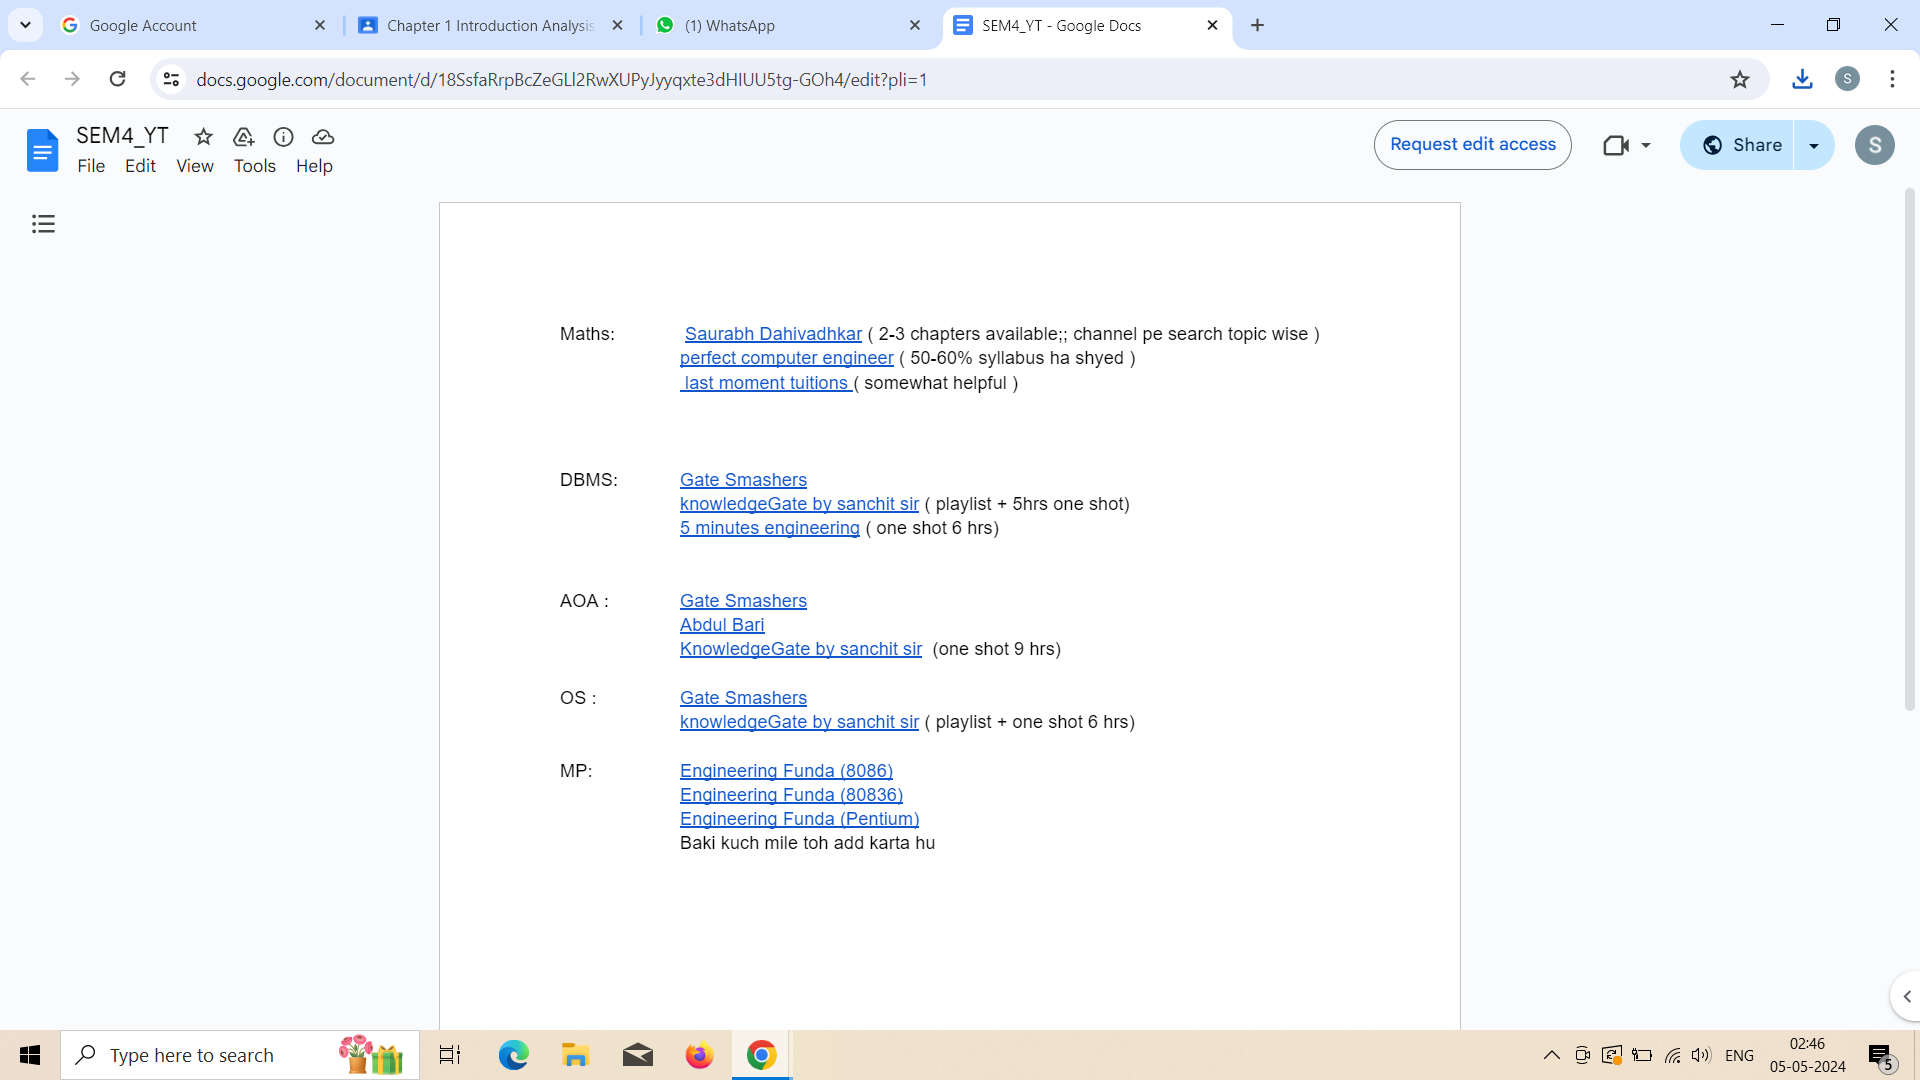 Google Account
Chapter 1 Introduction Analysis
(1) WhatsApp
SEM4_YT - Google Docs
docs.google.com/document/d/18SsfaRrpBcZeGLl2RwXUPyJyyqxte3dHIUU5tg-GOh4/edit?pli=1
S
SEM4_YT
File Edit View Tools Help
Request edit access
Share
S
Maths: Saurabh Dahivadhkar ( 2-3 chapters available;; channel pe search topic wise )
perfect computer engineer ( 50-60% syllabus ha shyed )
last moment tuitions ( somewhat helpful )
DBMS: Gate Smashers
knowledgeGate by sanchit sir ( playlist + 5hrs one shot)
5 minutes engineering ( one shot 6 hrs)
AOA : Gate Smashers
Abdul Bari
KnowledgeGate by sanchit sir (one shot 9 hrs)
OS : Gate Smashers
knowledgeGate by sanchit sir ( playlist + one shot 6 hrs)
MP: Engineering Funda (8086)
Engineering Funda (80836)
Engineering Funda (Pentium)
Baki kuch mile toh add karta hu
Type here to search
ENG
02:46
05-05-2024
5